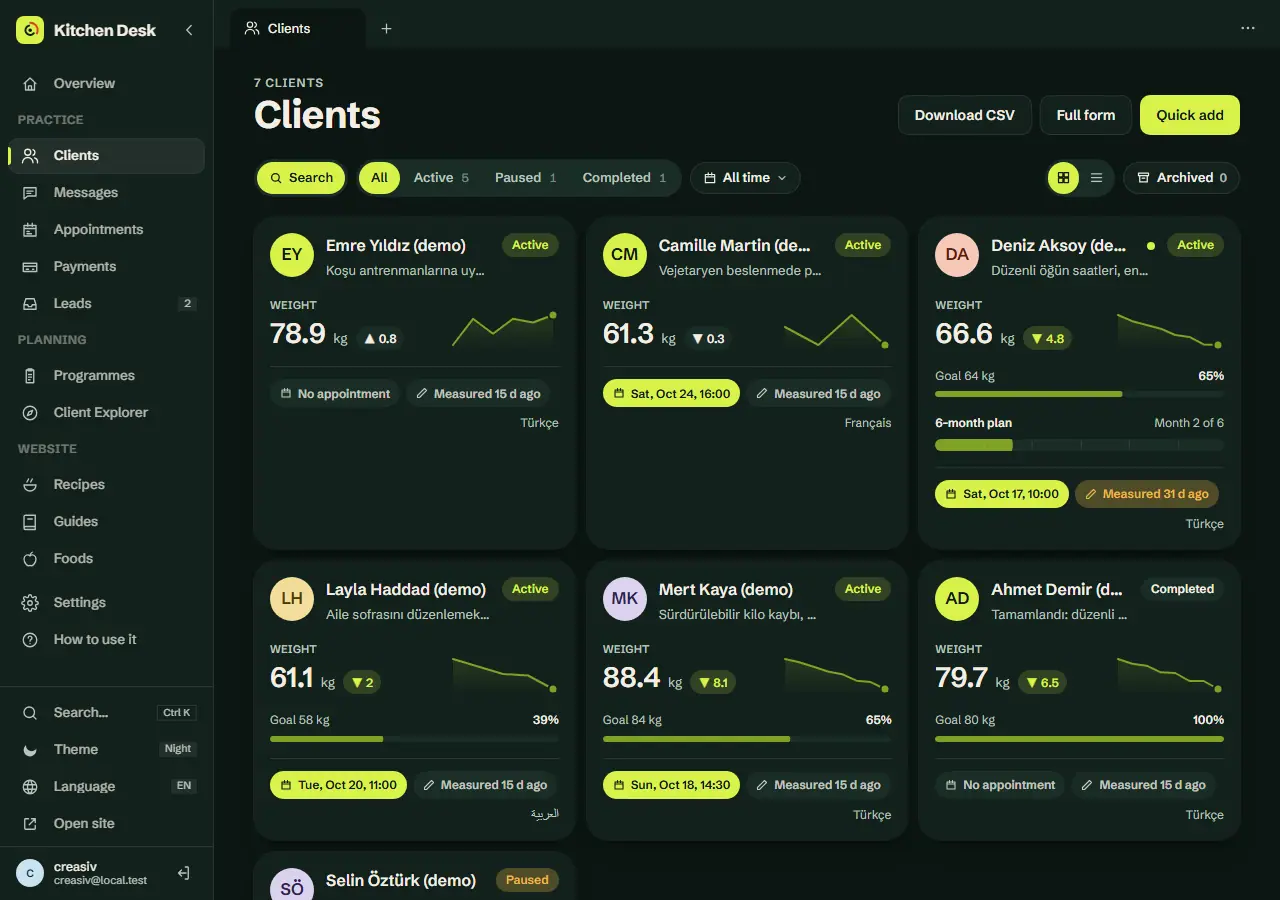 Kitchen Desk
Overview
PRACTICE
Clients
Messages
Appointments
Payments
Leads 2
PLANNING
Programmes
Client Explorer
WEBSITE
Recipes
Guides
Foods
Settings
How to use it
Search... Ctrl K
Theme Night
Language EN
Open site
C creasiv
creasiv@local.test
Clients
7 CLIENTS
Clients
Download CSV Full form Quick add
Search All Active 5 Paused 1 Completed 1 All time Archived 0
EY Emre Yıldız (demo) Active
Koşu antrenmanlarına uy...
WEIGHT
78.9 kg ▲ 0.8
No appointment Measured 15 d ago
Türkçe
CM Camille Martin (de... Active
Vejetaryen beslenmede p...
WEIGHT
61.3 kg ▼ 0.3
Sat, Oct 24, 16:00 Measured 15 d ago
Français
DA Deniz Aksoy (de... Active
Düzenli öğün saatleri, en...
WEIGHT
66.6 kg ▼ 4.8
Goal 64 kg 65%
6-month plan Month 2 of 6
Sat, Oct 17, 10:00 Measured 31 d ago
Türkçe
LH Layla Haddad (demo) Active
Aile sofrasını düzenlemek...
WEIGHT
61.1 kg ▼ 2
Goal 58 kg 39%
Tue, Oct 20, 11:00 Measured 15 d ago
العربية
MK Mert Kaya (demo) Active
Sürdürülebilir kilo kaybı, ...
WEIGHT
88.4 kg ▼ 8.1
Goal 84 kg 65%
Sun, Oct 18, 14:30 Measured 15 d ago
Türkçe
AD Ahmet Demir (d... Completed
Tamamlandı: düzenli ...
WEIGHT
79.7 kg ▼ 6.5
Goal 80 kg 100%
No appointment Measured 15 d ago
Türkçe
SÖ Selin Öztürk (demo) Paused